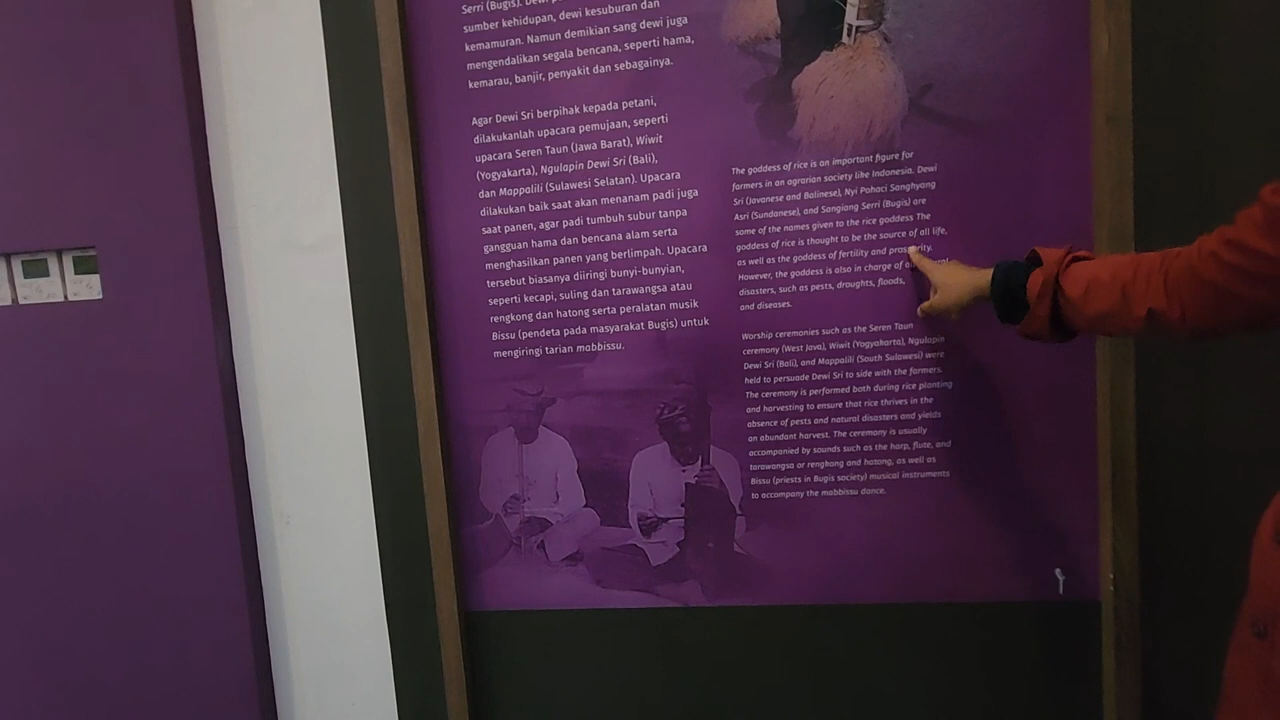 Serri (Bugis). Dewi
sumber kehidupan, dewi kesuburan dan
kemamuran. Namun demikian sang dewi juga
mengendalikan segala bencana, seperti hama,
kemarau, banjir, penyakit dan sebagainya.
Agar Dewi Sri berpihak kepada petani,
dilakukanlah upacara pemujaan, seperti
upacara Seren Taun (Jawa Barat), Wiwit
(Yogyakarta), Ngulapin Dewi Sri (Bali),
dan Mappalili (Sulawesi Selatan). Upacara
dilakukan baik saat akan menanam padi juga
saat panen, agar padi tumbuh subur tanpa
gangguan hama dan bencana alam serta
menghasilkan panen yang berlimpah. Upacara
tersebut biasanya diiringi bunyi-bunyian,
seperti kecapi, suling dan tarawangsa atau
rengkong dan hatong serta peralatan musik
Bissu (pendeta pada masyarakat Bugis) untuk
mengiringi tarian mabbissu.
The goddess of rice is an important figure for
farmers in an agrarian society like Indonesia. Dewi
Sri (Javanese and Balinese), Nyi Pohaci Sanghyang
Asri (Sundanese), and Sangiang Serri (Bugis) are
some of the names given to the rice goddess The
goddess of rice is thought to be the source of all life,
as well as the goddess of fertility and prosperity.
However, the goddess is also in charge of
disasters, such as pests, droughts, floods,
and diseases.
Worship ceremonies such as the Seren Taun
ceremony (West Java), Wiwit (Yogyakarta), Ngulapin
Dewi Sri (Bali), and Mappalili (South Sulawesi) were
held to persuade Dewi Sri to side with the farmers.
The ceremony is performed both during rice planting
and harvesting to ensure that rice thrives in the
absence of pests and natural disasters and yields
an abundant harvest. The ceremony is usually
accompanied by sounds such as the harp, flute, and
tarawangsa or rengkong and hatong, as well as
Bissu (priests in Bugis society) musical instruments
to accompany the mabbissu dance.